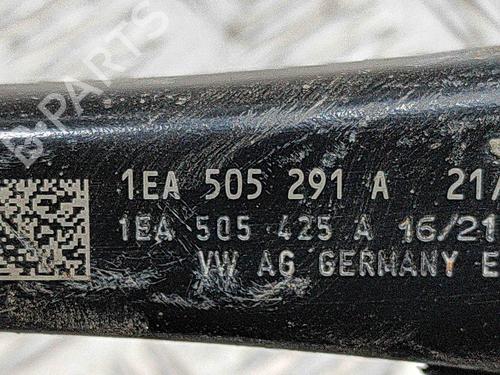 B-PARTS
1EA 505 291 A 21/
1EA 505 425 A 16/21
VW AG GERMANY E